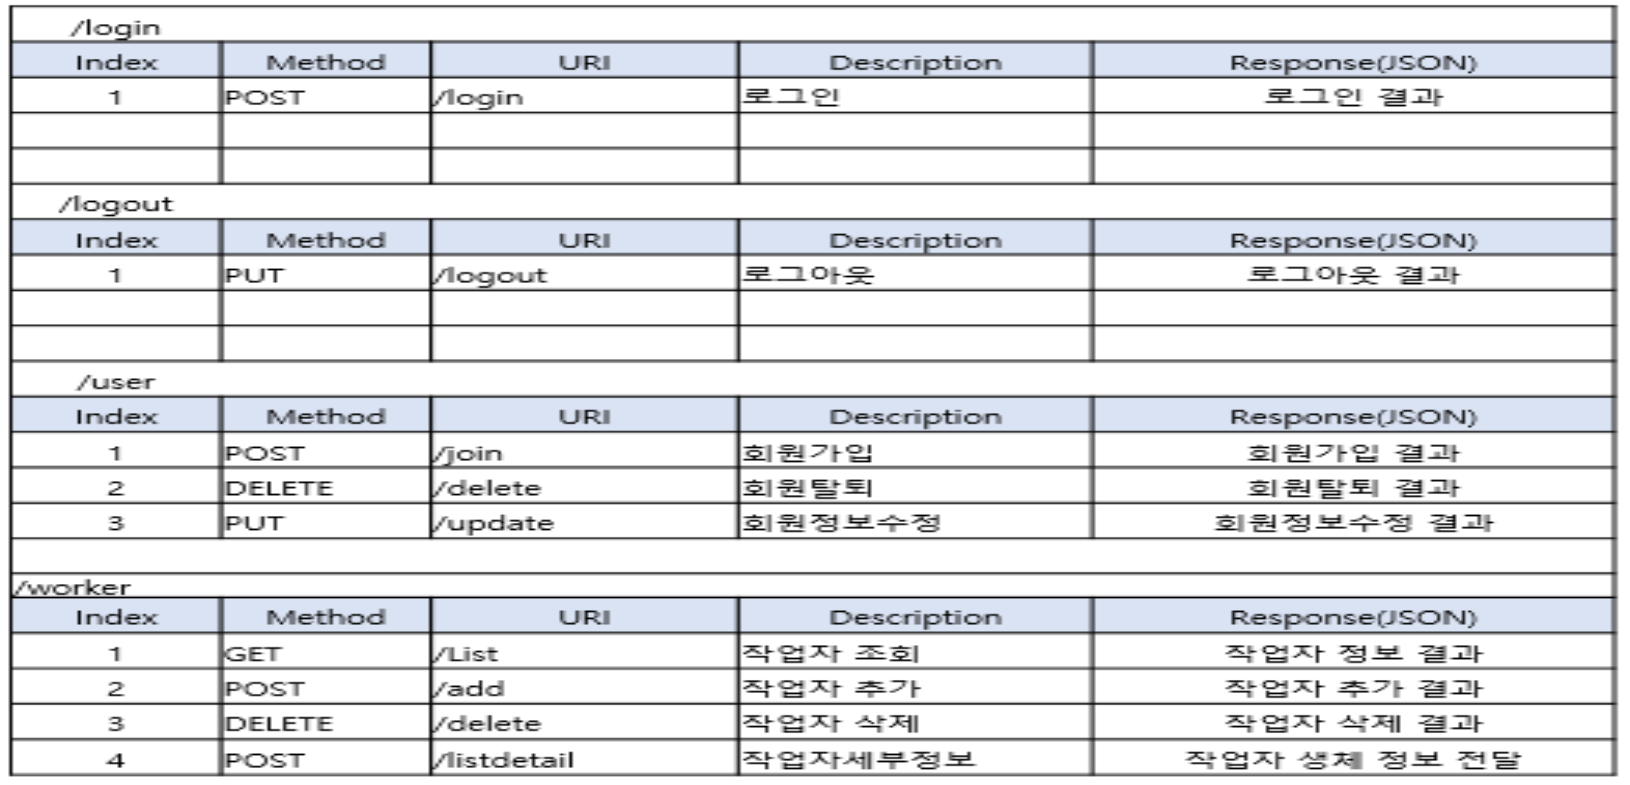 /login
Index Method URI Description Response(JSON)
1 POST /login 로그인 로그인 결과
/logout
Index Method URI Description Response(JSON)
1 PUT /logout 로그아웃 로그아웃 결과
/user
Index Method URI Description Response(JSON)
1 POST /join 회원가입 회원가입 결과
2 DELETE /delete 회원탈퇴 회원탈퇴 결과
3 PUT /update 회원정보수정 회원정보수정 결과
/worker
Index Method URI Description Response(JSON)
1 GET /List 작업자 조회 작업자 정보 결과
2 POST /add 작업자 추가 작업자 추가 결과
3 DELETE /delete 작업자 삭제 작업자 삭제 결과
4 POST /listdetail 작업자세부정보 작업자 생체 정보 전달